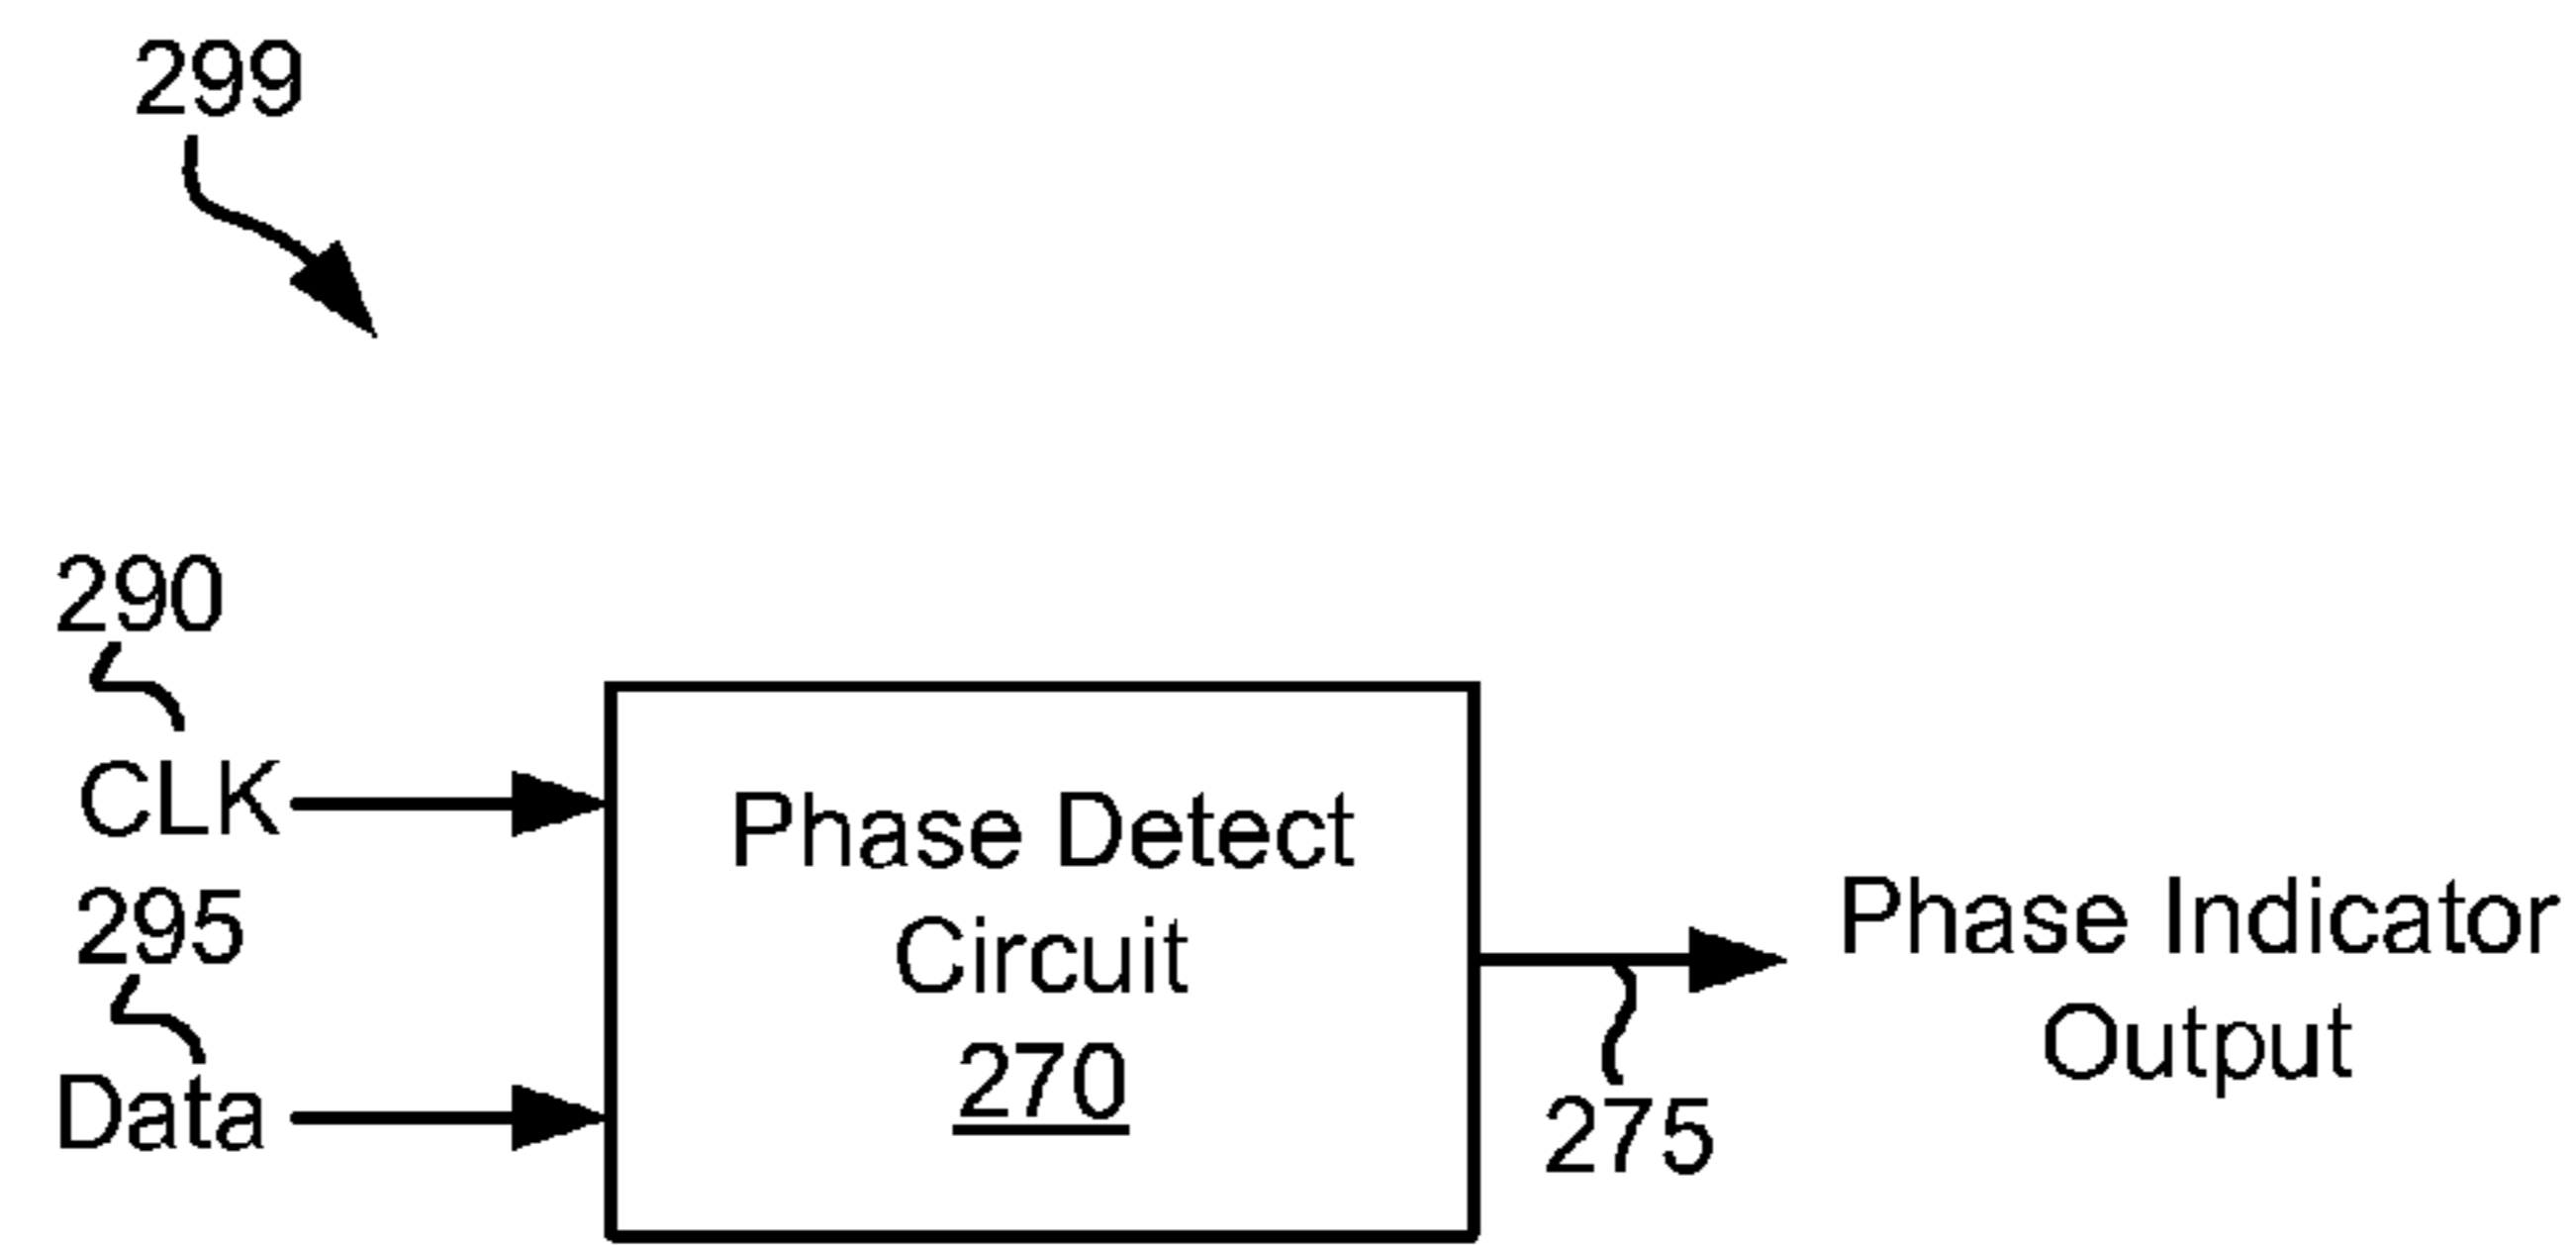 299
290
CLK
295
Data
Phase Detect
Circuit
270
275
Phase Indicator
Output